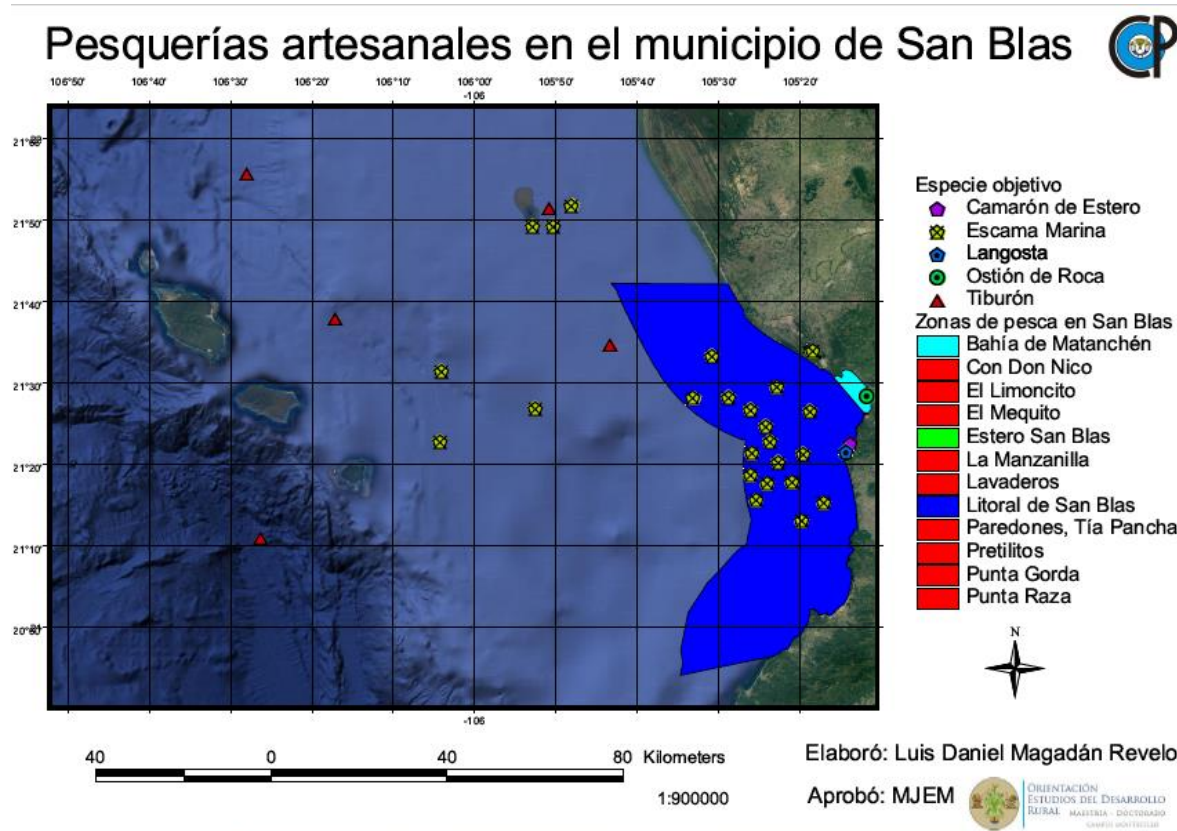 Pesquerías artesanales en el municipio de San Blas
CP
105°50' 105°40' 106°30' 106°20' 106°10' 106°00' 105°50' 105°40' 105°30' 105°20'
-106
21°50'
21°40'
21°30'
21°20'
21°10'
-106
Especie objetivo
Camarón de Estero
Escama Marina
Langosta
Ostión de Roca
Tiburón
Zonas de pesca en San Blas
Bahía de Matanchén
Con Don Nico
El Limoncito
El Mequito
Estero San Blas
La Manzanilla
Lavaderos
Litoral de San Blas
Paredones, Tía Pancha
Pretilitos
Punta Gorda
Punta Raza
N
40 0 40 80 Kilometers
1:900000
Elaboró: Luis Daniel Magadán Revelo
Aprobó: MJEM
ORIENTACIÓN
ESTUDIOS DEL DESARROLLO
RURAL MAESTRÍA - DOCTORADO